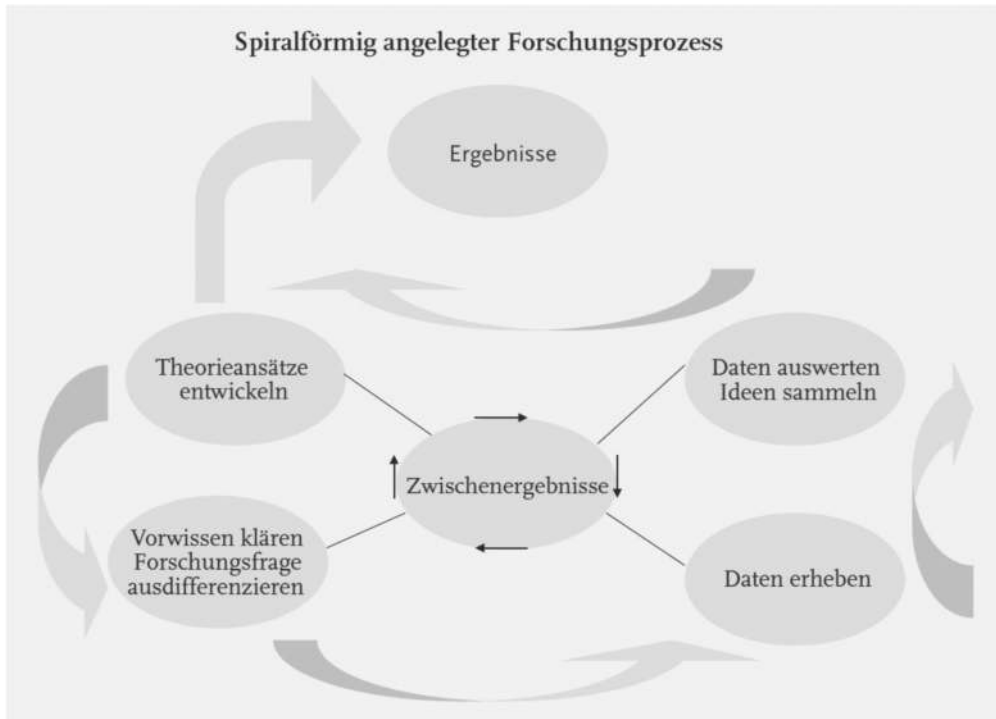 Spiralförmig angelegter Forschungsprozess
Ergebnisse
Theorieansätze
entwickeln
Daten auswerten
Ideen sammeln
Zwischenergebnisse
Vorwissen klären
Forschungsfrage
ausdifferenzieren
Daten erheben